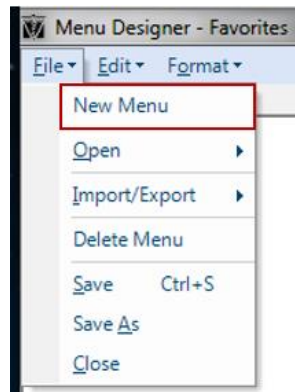 Menu Designer - Favorites
File Edit Format
New Menu
Open
Import/Export
Delete Menu
Save Ctrl+S
Save As
Close